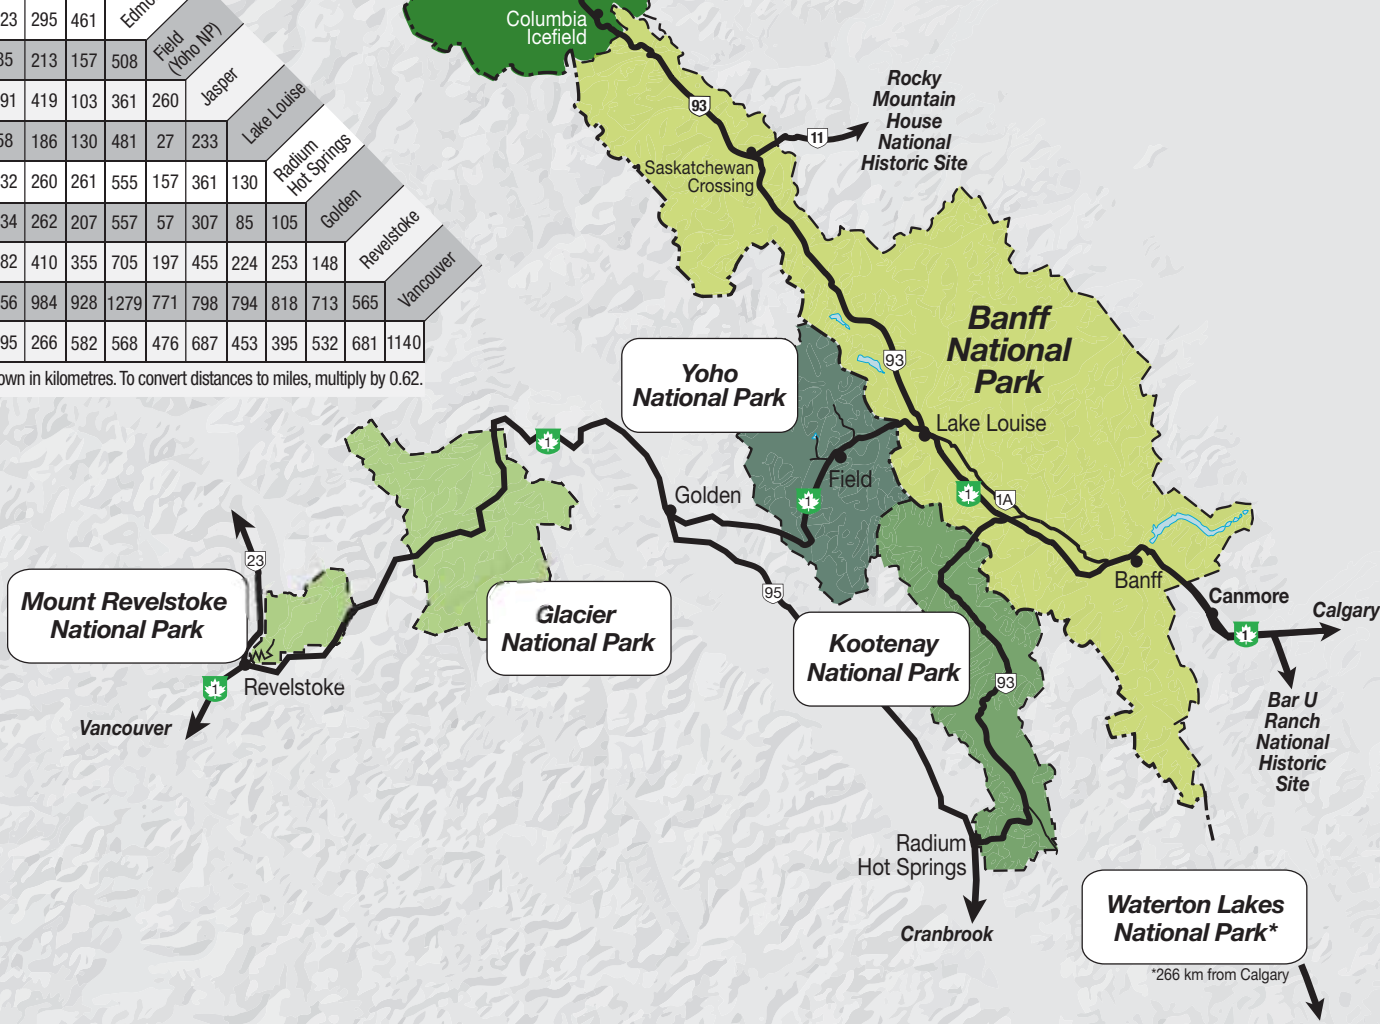 23 295 461 Edmo
35 213 157 508 Field
(Yoho NP)
91 419 103 361 260 Jasper
58 186 130 481 27 233 Lake Louise
32 260 261 555 157 361 130 Radium
Hot Springs
34 262 207 557 57 307 85 105 Golden
82 410 355 705 197 455 224 253 148 Revelstoke
56 984 928 1279 771 798 794 818 713 565 Vancouver
95 266 582 568 476 687 453 395 532 681 1140
own in kilometres. To convert distances to miles, multiply by 0.62.
Columbia
Icefield
93
11
Rocky
Mountain
House
National
Historic Site
Saskatchewan
Crossing
Banff
National
Park
93
Yoho
National Park
Lake Louise
1
Golden
Field
1
1
1A
23
Banff
95
Canmore
1
Calgary
Mount Revelstoke
National Park
Glacier
National Park
Kootenay
National Park
93
1
Revelstoke
Vancouver
Bar U
Ranch
National
Historic
Site
Radium
Hot Springs
Cranbrook
Waterton Lakes
National Park*
*266 km from Calgary